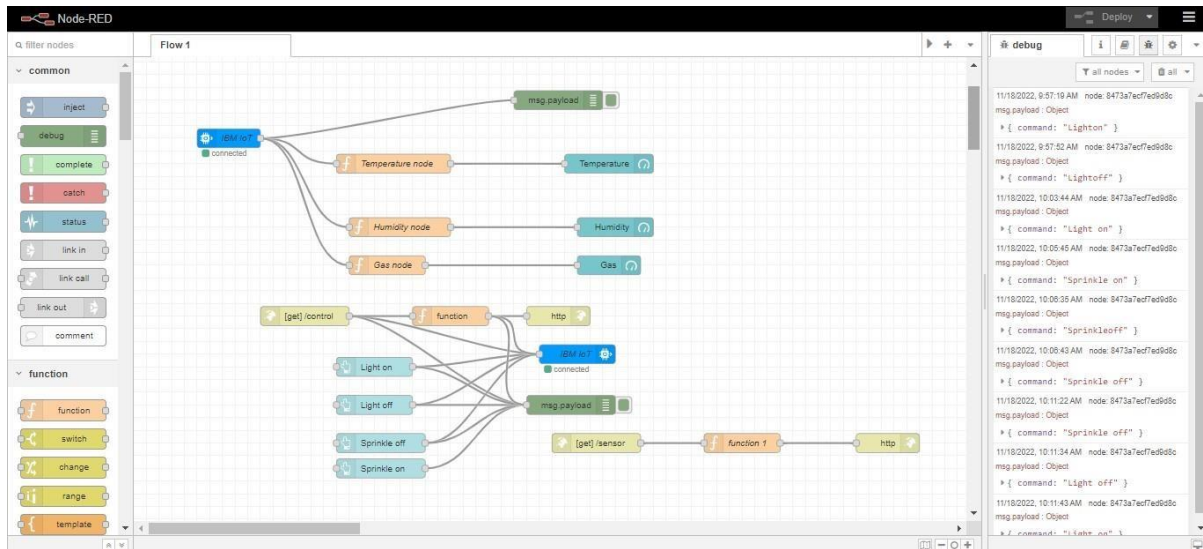 Node-RED
Deploy
filter nodes
Flow 1
debug
i
all nodes
all
common
inject
debug
complete
catch
status
link in
link call
link out
comment
function
function
switch
change
range
template
msg.payload
IBM IoT
connected
Temperature node
Temperature
Humidity node
Humidity
Gas node
Gas
[get] /control
function
http
IBM IoT
connected
Light on
Light off
msg.payload
Sprinkle off
Sprinkle on
[get] /sensor
function 1
http
11/18/2022, 9:57:19 AM node: 8473a7ecf7ed9d8c
msg.payload : Object
{ command: "Lighton" }
11/18/2022, 9:57:52 AM node: 8473a7ecf7ed9d8c
msg.payload : Object
{ command: "Lightoff" }
11/18/2022, 10:03:44 AM node: 8473a7ecf7ed9d8c
msg.payload : Object
{ command: "Light on" }
11/18/2022, 10:05:45 AM node: 8473a7ecf7ed9d8c
msg.payload : Object
{ command: "Sprinkle on" }
11/18/2022, 10:06:35 AM node: 8473a7ecf7ed9d8c
msg.payload : Object
{ command: "Sprinkleoff" }
11/18/2022, 10:06:43 AM node: 8473a7ecf7ed9d8c
msg.payload : Object
{ command: "Sprinkle off" }
11/18/2022, 10:11:22 AM node: 8473a7ecf7ed9d8c
msg.payload : Object
{ command: "Sprinkle off" }
11/18/2022, 10:11:34 AM node: 8473a7ecf7ed9d8c
msg.payload : Object
{ command: "Light off" }
11/18/2022, 10:11:43 AM node: 8473a7ecf7ed9d8c
msg.payload : Object
{ command: "Light on" }